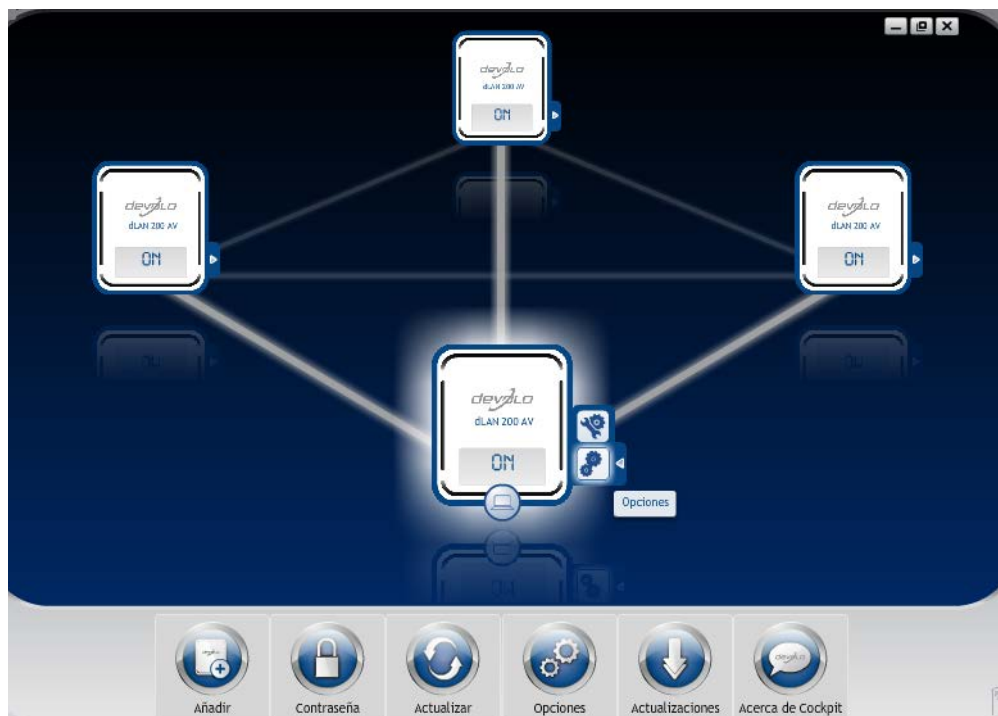 devolo
dLAN 200 AV
ON
devolo
dLAN 200 AV
ON
devolo
dLAN 200 AV
ON
devolo
dLAN 200 AV
ON
Opciones
Añadir
Contraseña
Actualizar
Opciones
Actualizaciones
devolo
Acerca de Cockpit